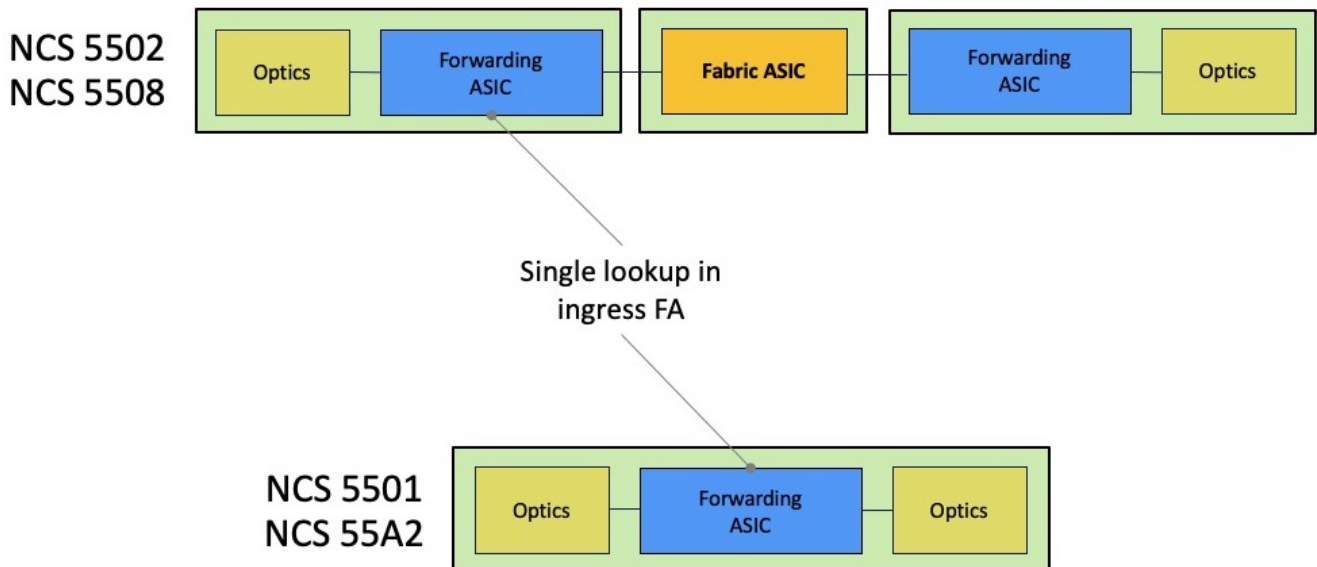 NCS 5502
NCS 5508
Optics
Forwarding
ASIC
Fabric ASIC
Forwarding
ASIC
Optics
Single lookup in
ingress FA
NCS 5501
NCS 55A2
Optics
Forwarding
ASIC
Optics